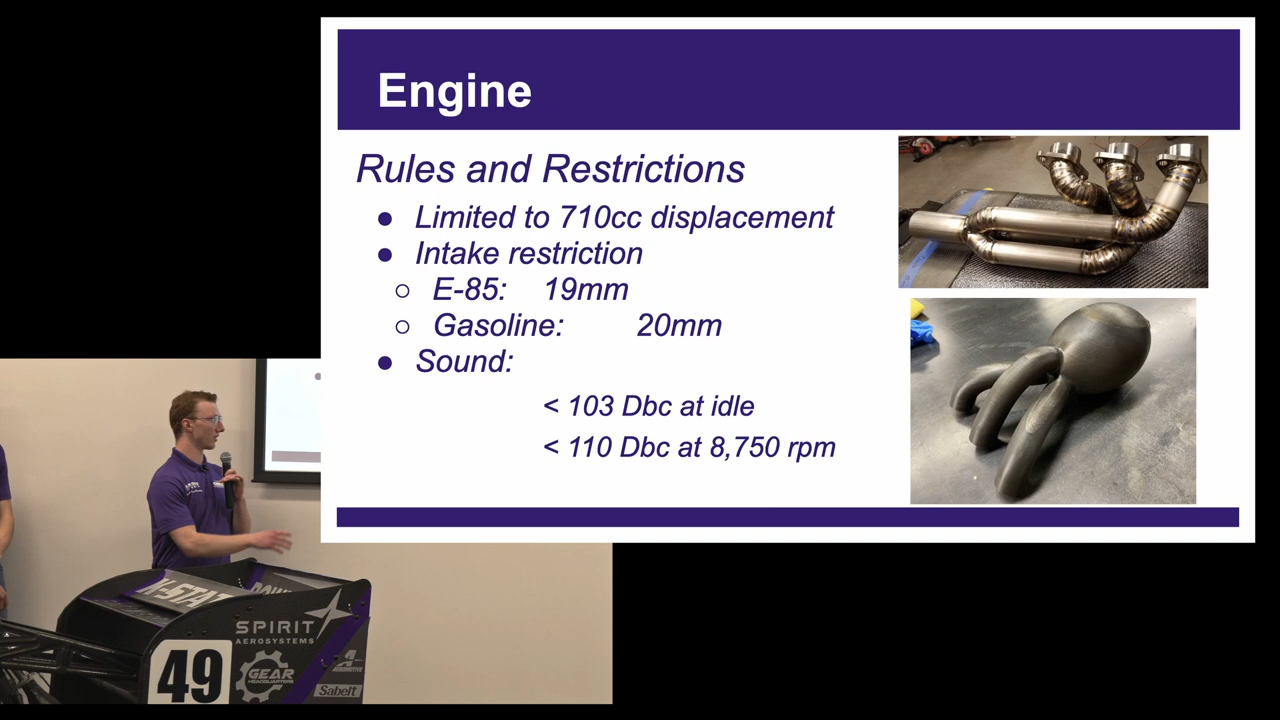 Engine
Rules and Restrictions
● Limited to 710cc displacement
● Intake restriction
○ E-85: 19mm
○ Gasoline: 20mm
● Sound:
< 103 Dbc at idle
< 110 Dbc at 8,750 rpm
SPIRIT
AEROSYSTEMS
49
GEAR
HEADQUARTERS
Sabelt